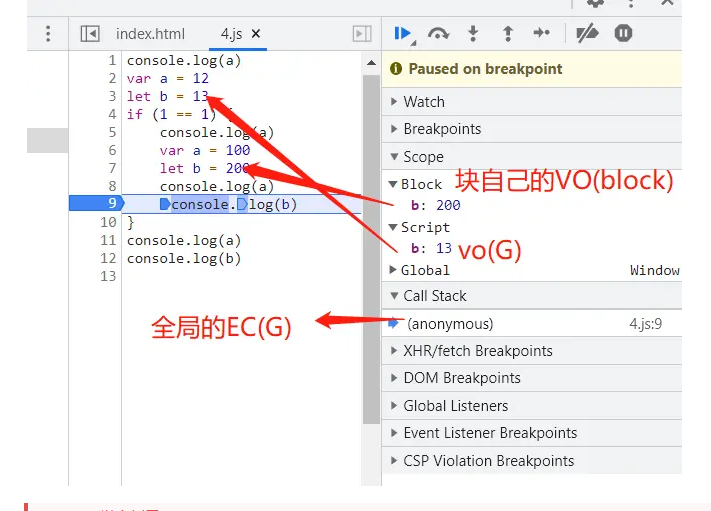 index.html
4.js
1 console.log(a)
2 var a = 12
3 let b = 13
4 if (1 == 1) {
5 console.log(a)
6 var a = 100
7 let b = 200
8 console.log(a)
9 console.log(b)
10 }
11 console.log(a)
12 console.log(b)
13
Paused on breakpoint
Watch
Breakpoints
Scope
Block
b: 200
Script
b: 13
Global Window
Call Stack
(anonymous) 4.js:9
XHR/fetch Breakpoints
DOM Breakpoints
Global Listeners
Event Listener Breakpoints
CSP Violation Breakpoints
块自己的VO(block)
vo(G)
全局的EC(G)